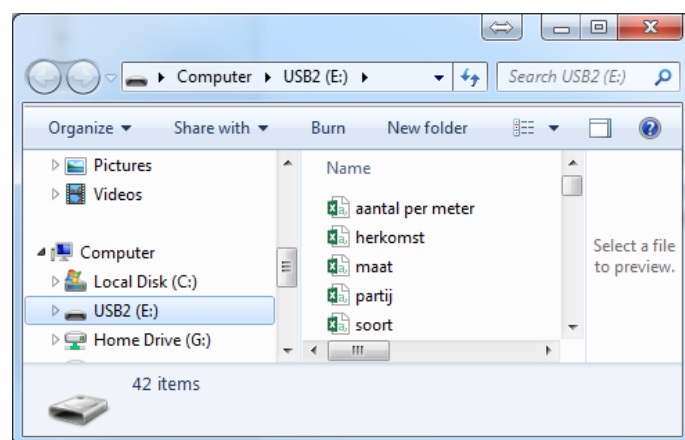 Computer ▸ USB2 (E:) ▸ Search USB2 (E:)
Organize Share with Burn New folder
Pictures
Videos
Computer
Local Disk (C:)
USB2 (E:)
Home Drive (G:)
Name
aantal per meter
herkomst
maat
partij
soort
Select a file
to preview.
42 items